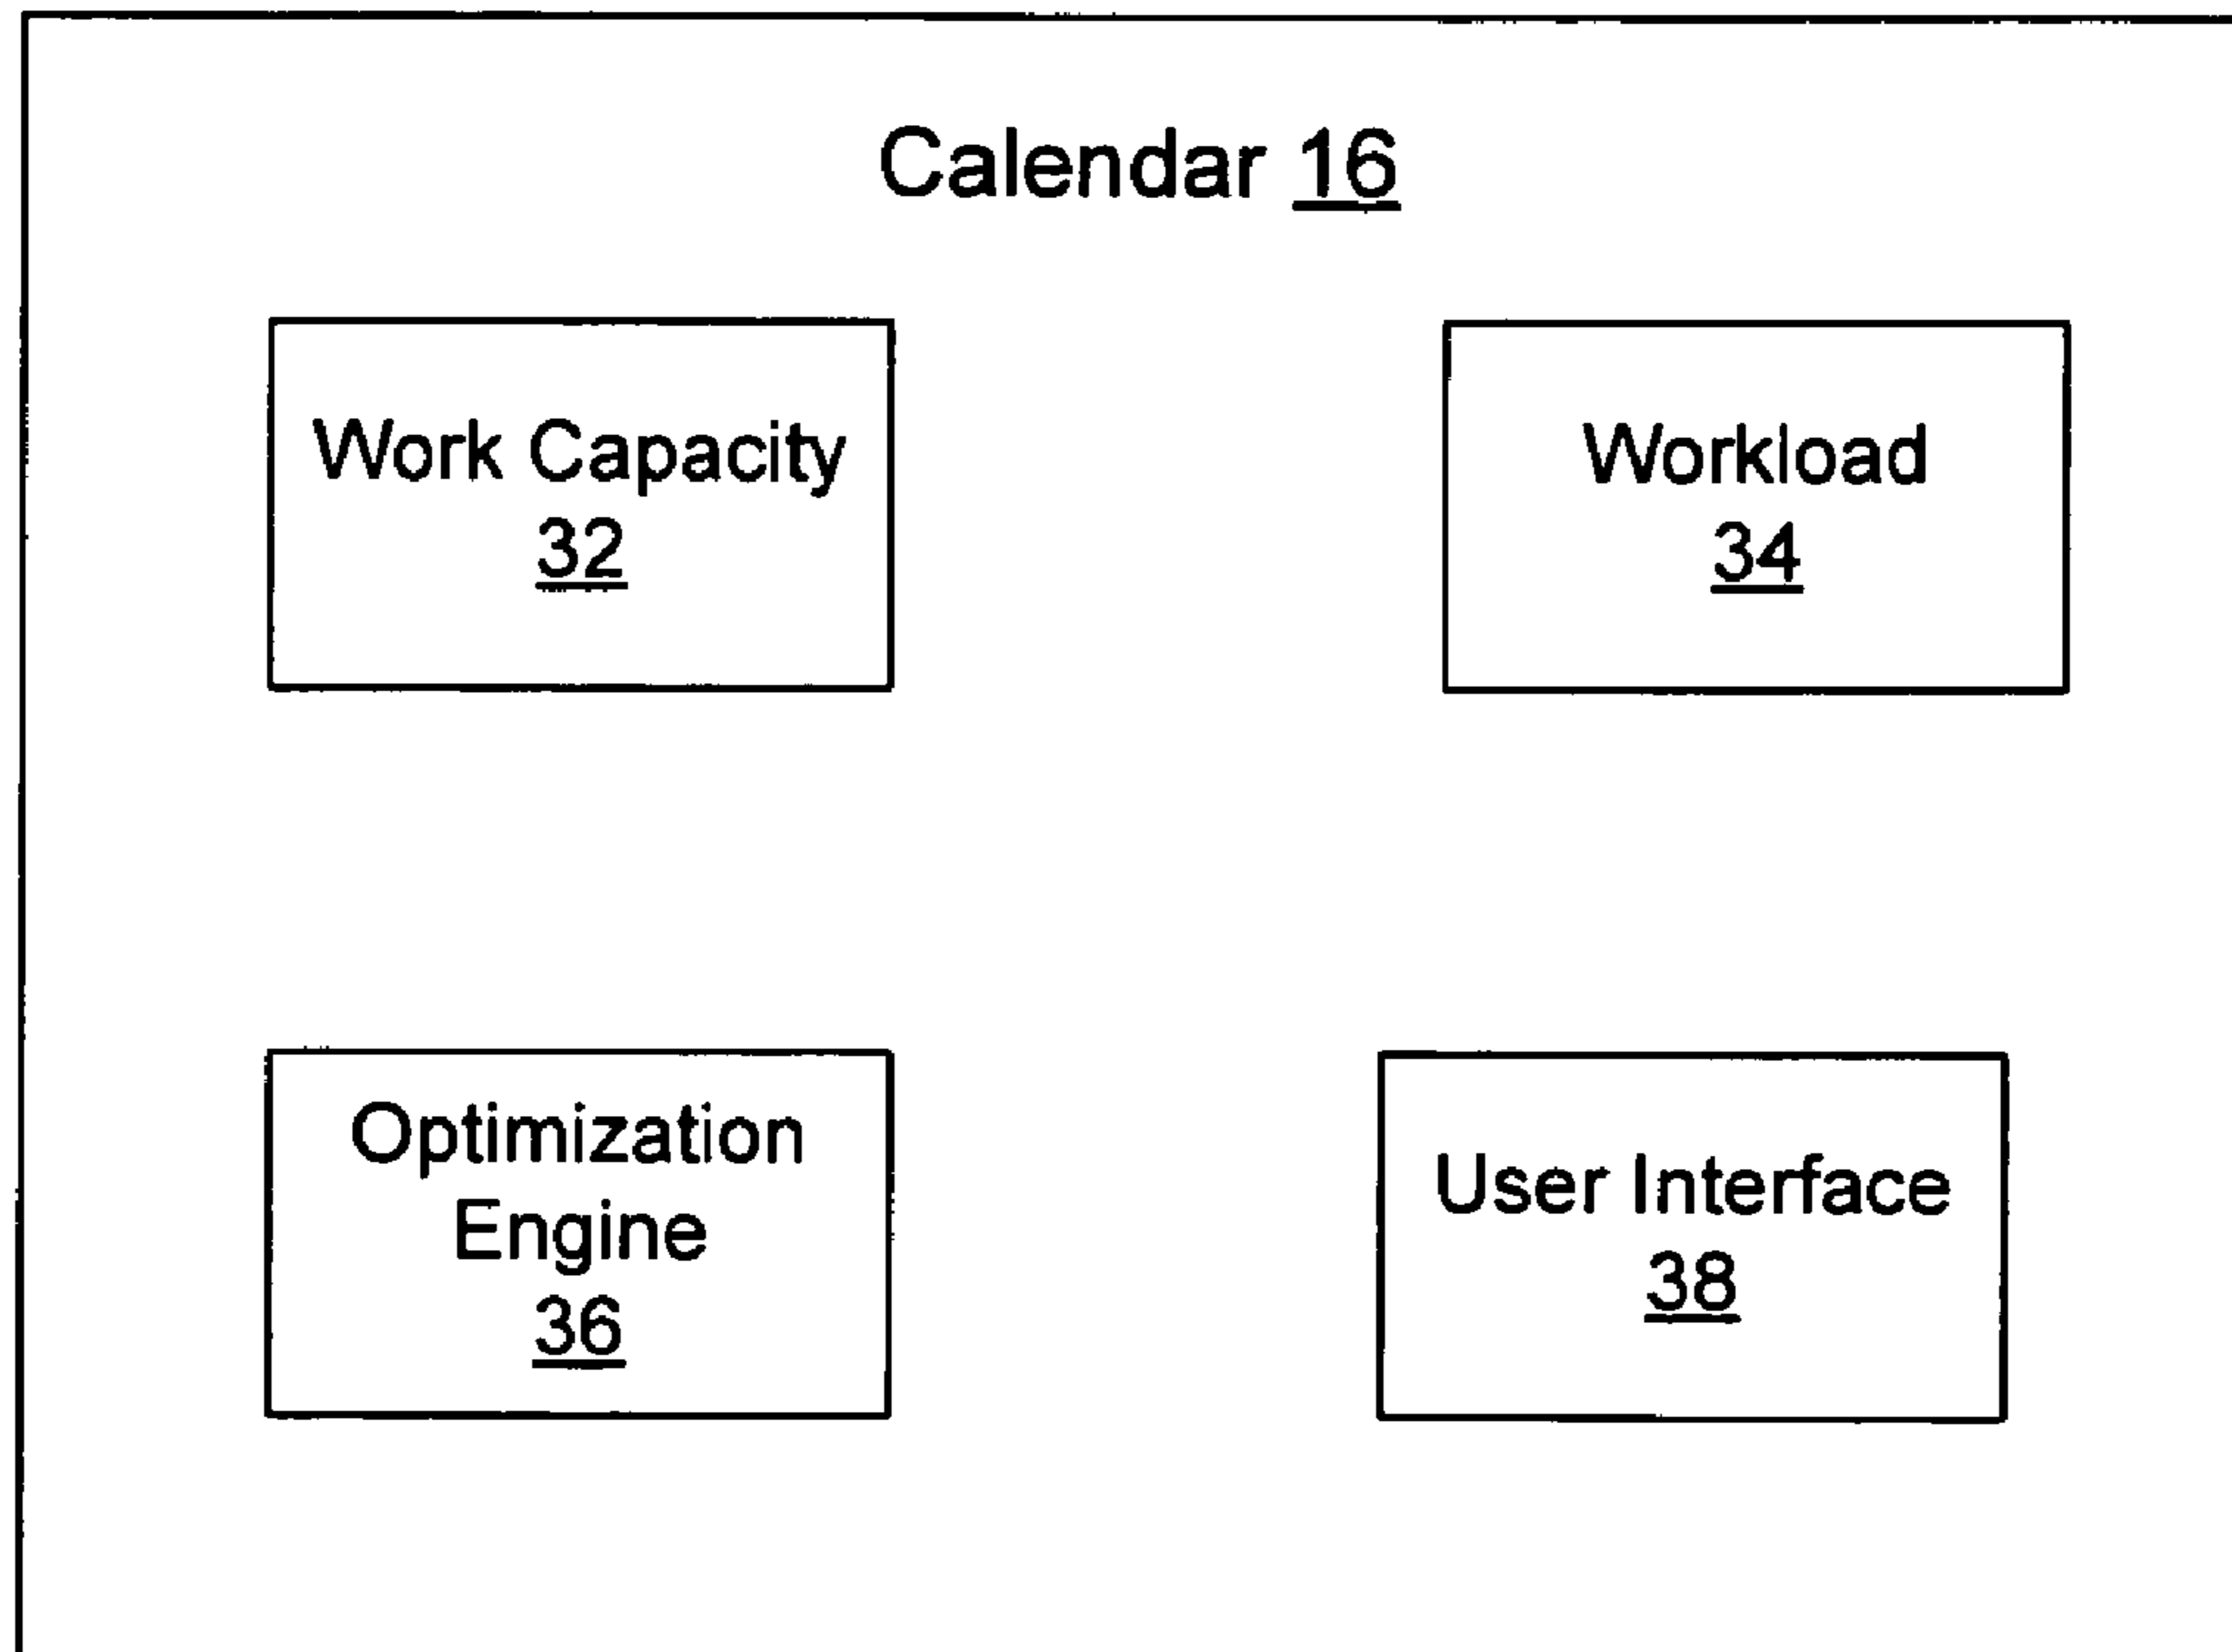 Calendar 16
Work Capacity
32
Workload
34
Optimization
Engine
36
User Interface
38